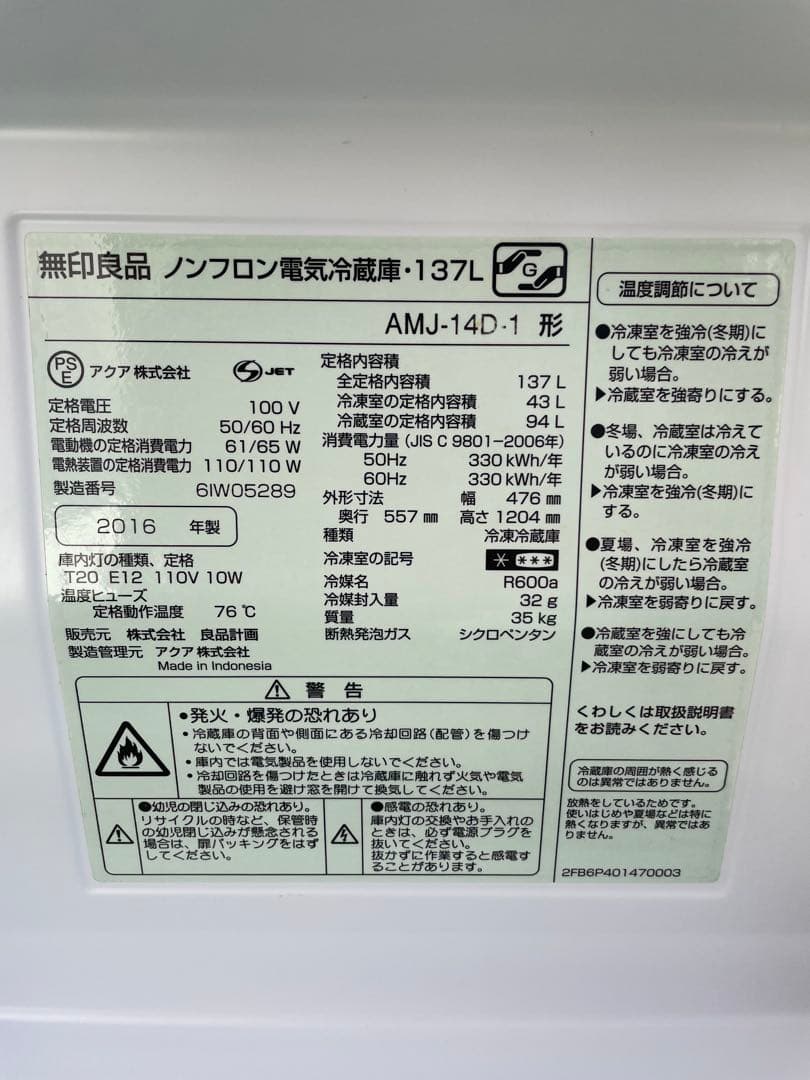 無印良品 ノンフロン電気冷蔵庫・137L G
AMJ-14D-1 形
PS E アクア 株式会社 S JET
定格電圧 100 V
定格周波数 50/60 Hz
電動機の定格消費電力 61/65 W
電熱装置の定格消費電力 110/110 W
製造番号 6IW05289
2016 年製
庫内灯の種類、定格
T20 E12 110V 10W
温度ヒューズ
定格動作温度 76℃
販売元 株式会社 良品計画
製造管理元 アクア 株式会社
Made in Indonesia
定格内容積
全定格内容積 137 L
冷凍室の定格内容積 43 L
冷蔵室の定格内容積 94 L
消費電力量 (JIS C 9801-2006年)
50Hz 330 kWh/年
60Hz 330 kWh/年
外形寸法 幅 476 mm
奥行 557 mm 高さ 1204 mm
種類 冷凍冷蔵庫
冷凍室の記号 * ***
冷媒名 R600a
冷媒封入量 32 g
質量 35 kg
断熱発泡ガス シクロペンタン
警 告
●発火・爆発の恐れあり
・冷蔵庫の背面や側面にある冷却回路(配管)を傷つけ
ないでください。
・庫内では電気製品を使用しないでください。
・冷却回路を傷つけたときは冷蔵庫に触れず火気や電気
製品の使用を避け窓を開けて換気してください。
●幼児の閉じ込みの恐れあり。
リサイクルの時など、保管時
の幼児閉じ込みが懸念される
場合は、扉パッキングをはず
してください。
●感電の恐れあり。
庫内灯の交換やお手入れの
ときは、必ず電源プラグを
抜いてください。
抜かずに作業すると感電す
ることがあります。
温度調節について
●冷凍室を強冷(冬期)に
しても冷凍室の冷えが
弱い場合。
▶冷蔵室を強寄りにする。
●冬場、冷蔵室は冷えて
いるのに冷凍室の冷え
が弱い場合。
▶冷凍室を強冷(冬期)に
する。
●夏場、冷凍室を強冷
(冬期)にしたら冷蔵室
の冷えが弱い場合。
▶冷凍室を弱寄りに戻す。
●冷蔵室を強にしても冷
蔵室の冷えが弱い場合。
▶冷凍室を弱寄りに戻す。
くわしくは取扱説明書
をお読みください。
冷蔵庫の周囲が熱く感じる
のは異常ではありません。
放熱をしているためです。
使いはじめや夏場などは特に
熱くなりますが、異常ではあ
りません。
2FB6P401470003